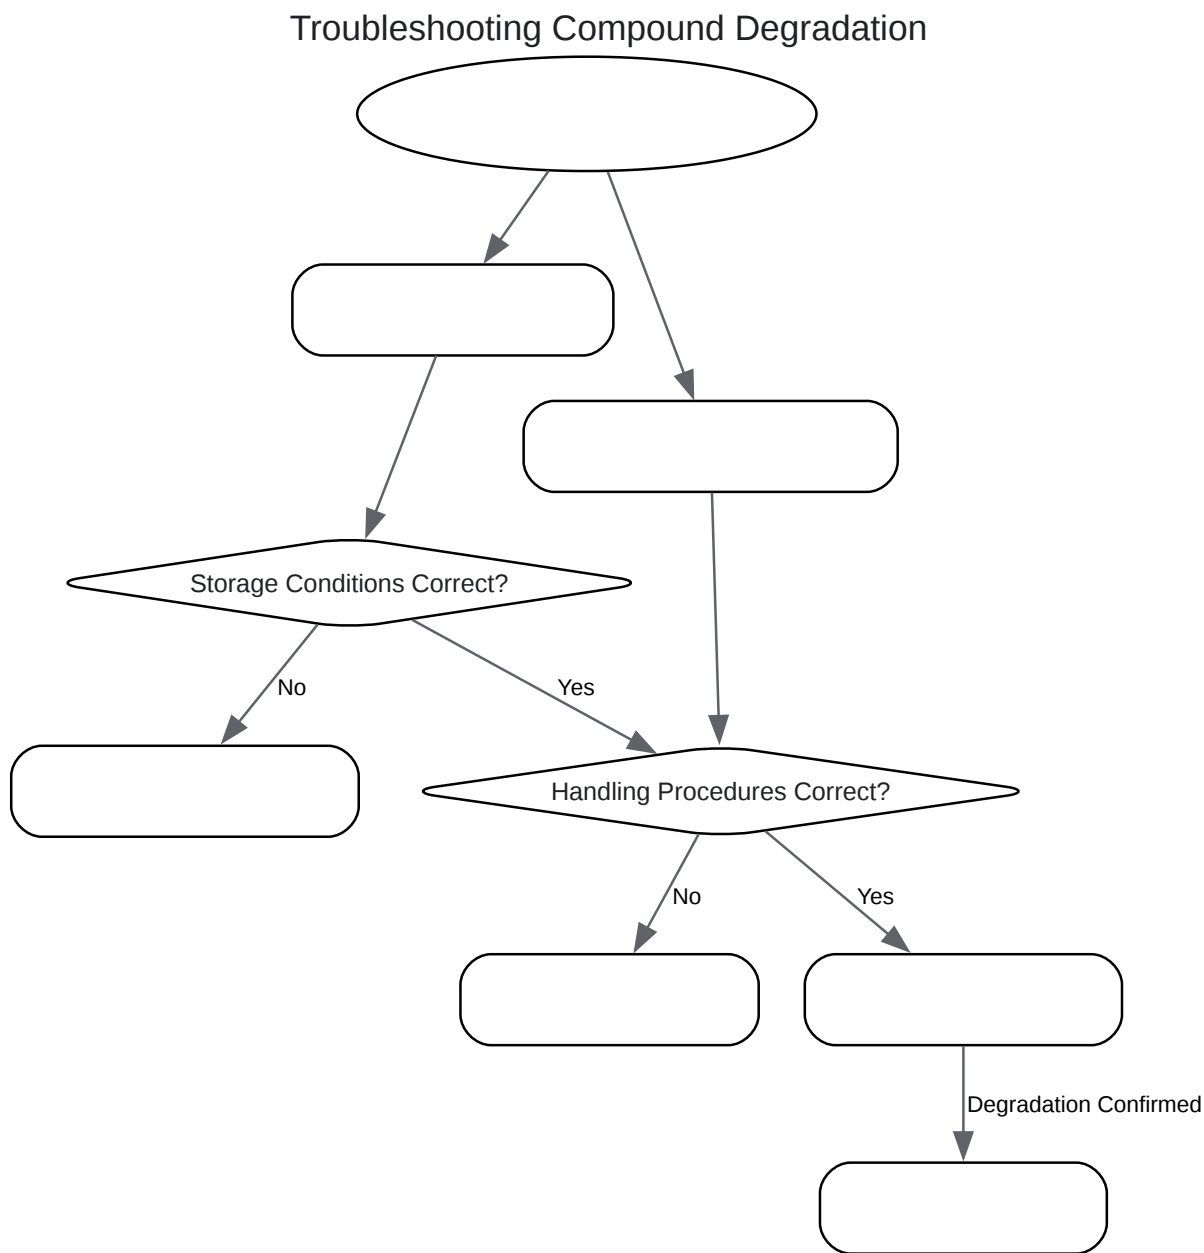 Troubleshooting Compound Degradation
Storage Conditions Correct?
No
Yes
Handling Procedures Correct?
No
Yes
Degradation Confirmed